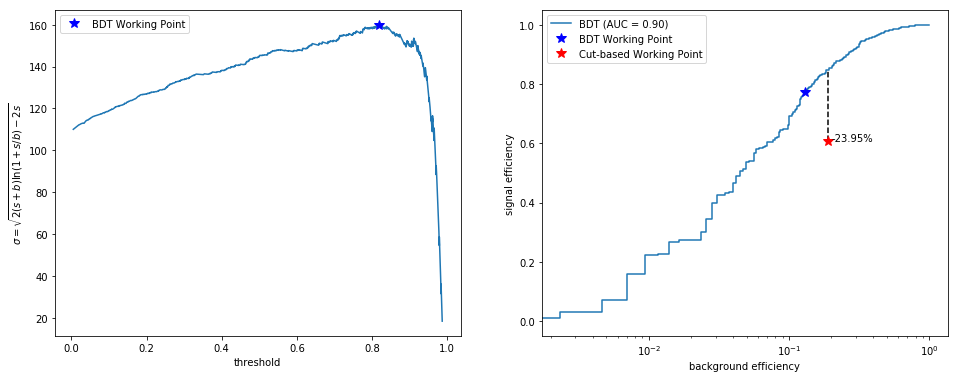 BDT Working Point
σ = √2(s + b)ln(1 + s/b) − 2s
160
140
120
100
80
60
40
20
0.0 0.2 0.4 0.6 0.8 1.0
threshold
BDT (AUC = 0.90)
BDT Working Point
Cut-based Working Point
-23.95%
signal efficiency
1.0
0.8
0.6
0.4
0.2
0.0
10⁻² 10⁻¹ 10⁰
background efficiency